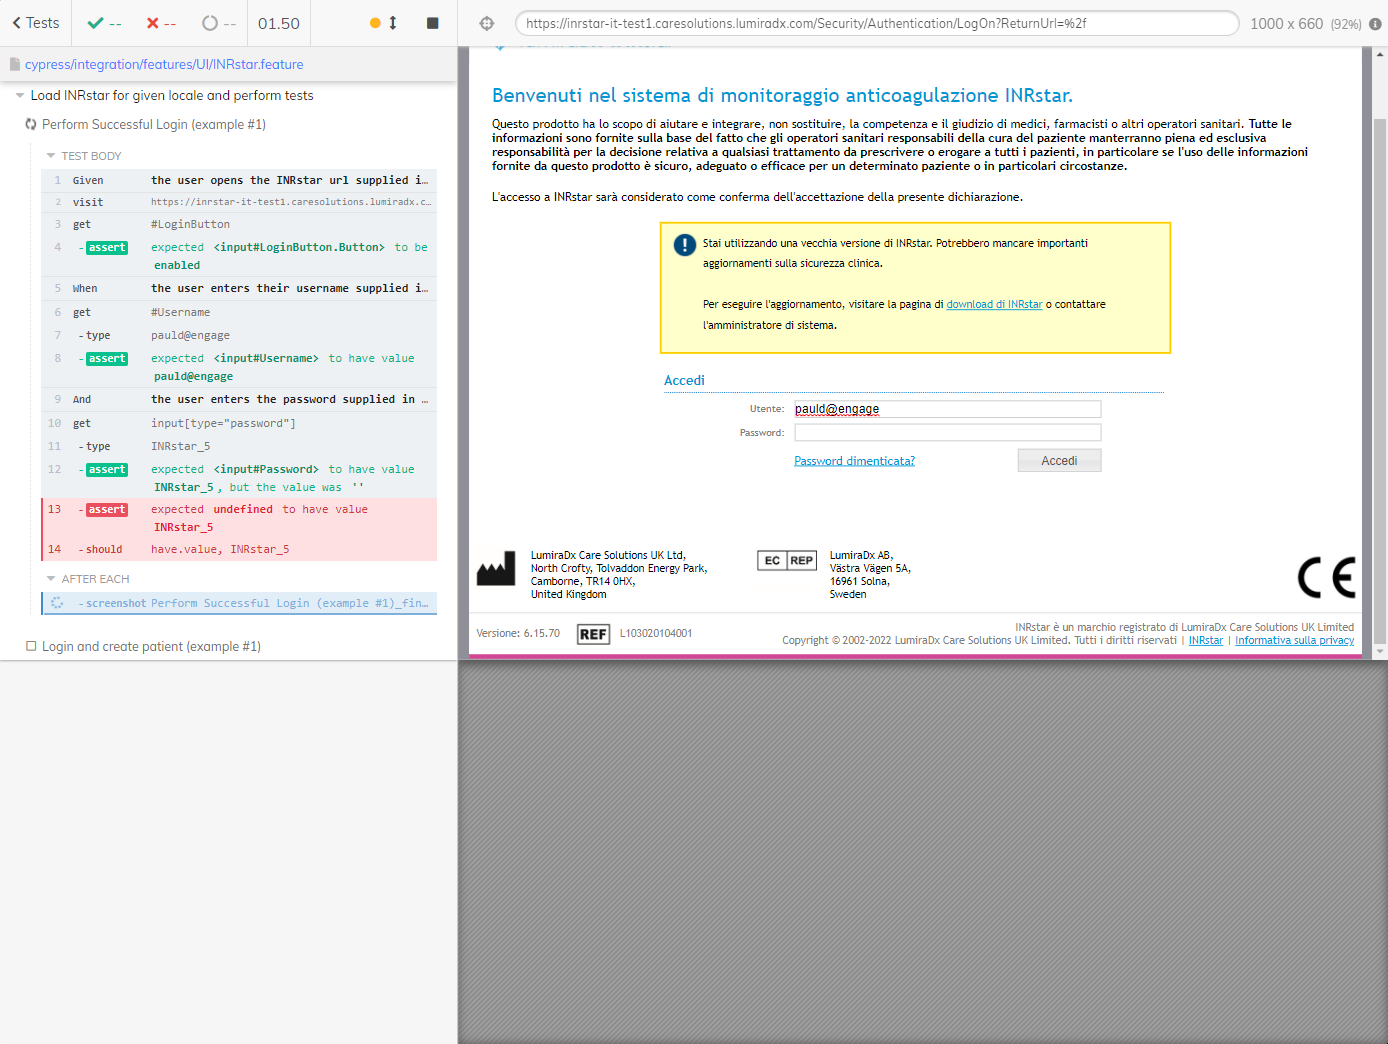 Tests
--
--
--
01.50
https://inrstar-it-test1.caresolutions.lumiradx.com/Security/Authentication/LogOn?ReturnUrl=%2f
1000 x 660 (92%)
cypress/integration/features/UI/INRstar.feature
Load INRstar for given locale and perform tests
Perform Successful Login (example #1)
TEST BODY
1 Given the user opens the INRstar url supplied i…
2 visit https://inrstar-it-test1.caresolutions.lumiradx.c…
3 get #LoginButton
4 -assert expected <input#LoginButton.Button> to be
enabled
5 When the user enters their username supplied i…
6 get #Username
7 -type pauld@engage
8 -assert expected <input#Username> to have value
pauld@engage
9 And the user enters the password supplied in …
10 get input[type="password"]
11 -type INRstar_5
12 -assert expected <input#Password> to have value
INRstar_5, but the value was ''
13 -assert expected undefined to have value
INRstar_5
14 -should have.value, INRstar_5
AFTER EACH
-screenshot Perform Successful Login (example #1)_fin…
Login and create patient (example #1)
Benvenuti nel sistema di monitoraggio anticoagulazione INRstar.
Questo prodotto ha lo scopo di aiutare e integrare, non sostituire, la competenza e il giudizio di medici, farmacisti o altri operatori sanitari. Tutte le
informazioni sono fornite sulla base del fatto che gli operatori sanitari responsabili della cura del paziente manterranno piena ed esclusiva
responsabilità per la decisione relativa a qualsiasi trattamento da prescrivere o erogare a tutti i pazienti, in particolare se l'uso delle informazioni
fornite da questo prodotto è sicuro, adeguato o efficace per un determinato paziente o in particolari circostanze.
L'accesso a INRstar sarà considerato come conferma dell'accettazione della presente dichiarazione.
Stai utilizzando una vecchia versione di INRstar. Potrebbero mancare importanti
aggiornamenti sulla sicurezza clinica.
Per eseguire l'aggiornamento, visitare la pagina di download di INRstar o contattare
l'amministratore di sistema.
Accedi
Utente: pauld@engage
Password:
Password dimenticata? Accedi
LumiraDx Care Solutions UK Ltd,
North Crofty, Tolvaddon Energy Park,
Camborne, TR14 0HX,
United Kingdom
EC REP
LumiraDx AB,
Västra Vägen 5A,
16961 Solna,
Sweden
CE
Versione: 6.15.70 REF L103020104001
INRstar è un marchio registrato di LumiraDx Care Solutions UK Limited
Copyright © 2002-2022 LumiraDx Care Solutions UK Limited. Tutti i diritti riservati | INRstar | Informativa sulla privacy